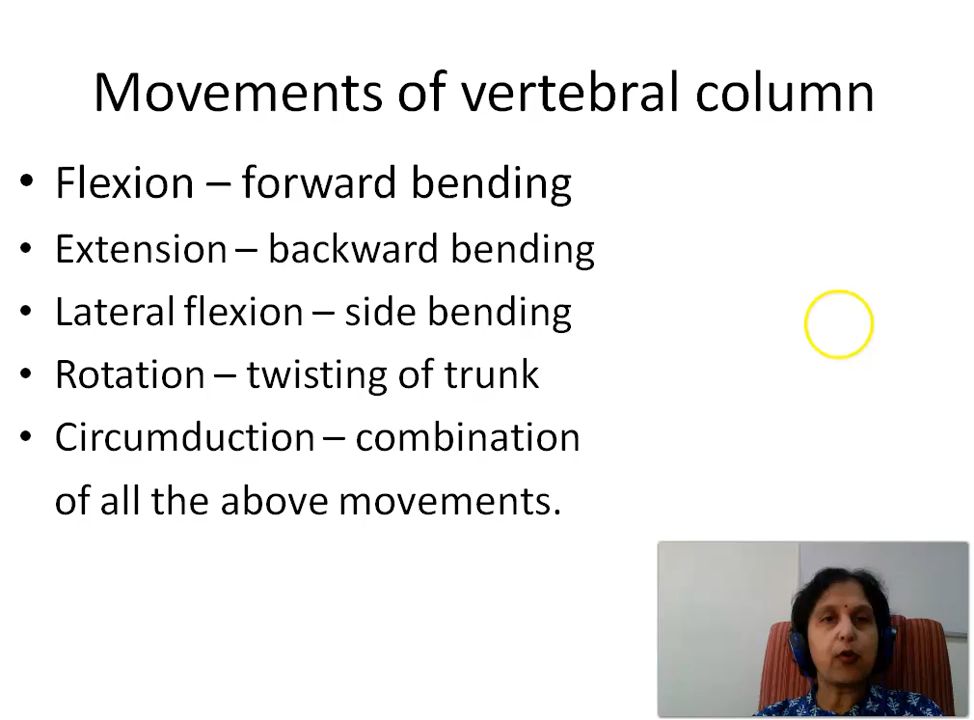 Movements of vertebral column
• Flexion – forward bending
• Extension – backward bending
• Lateral flexion – side bending
• Rotation – twisting of trunk
• Circumduction – combination
of all the above movements.